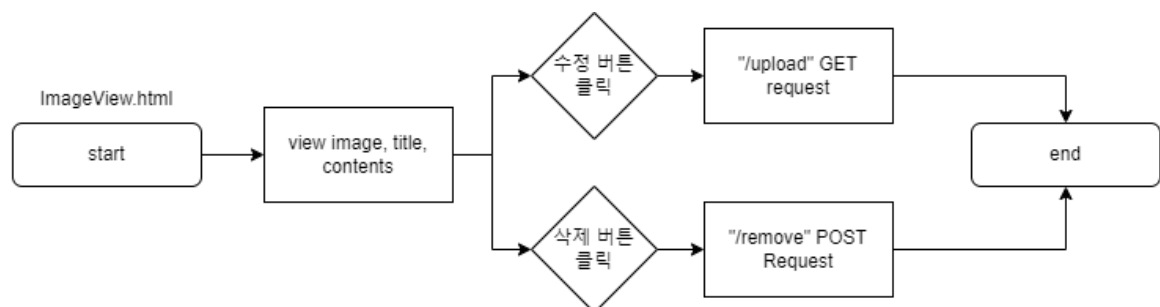 ImageView.html
start
view image, title,
contents
수정 버튼
클릭
"/upload" GET
request
삭제 버튼
클릭
"/remove" POST
Request
end